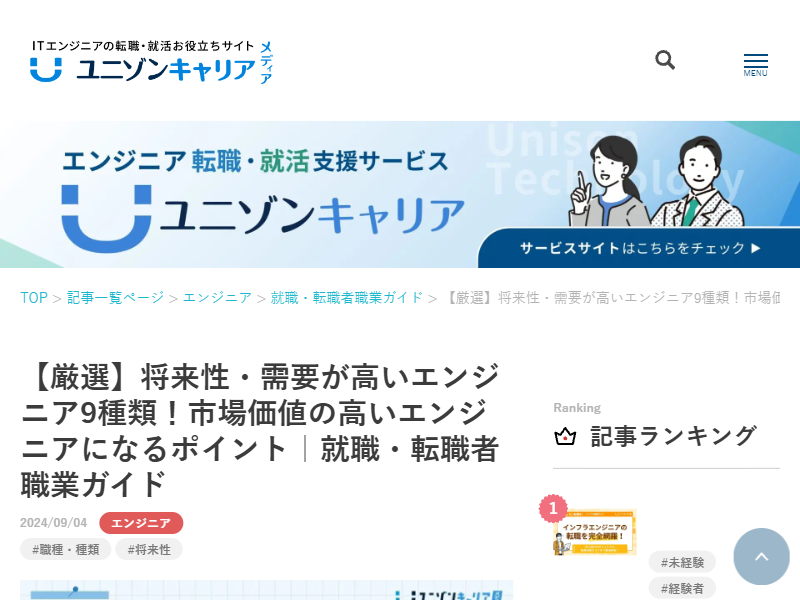 ITエンジニアの転職・就活お役立ちサイト
ユニゾンキャリア
メディア
MENU
Unison
Technology
エンジニア転職・就活支援サービス
ユニゾンキャリア
サービスサイトはこちらをチェック ▶
TOP > 記事一覧ページ > エンジニア > 就職・転職者職業ガイド > 【厳選】将来性・需要が高いエンジニア9種類！市場価
【厳選】将来性・需要が高いエンジ
ニア9種類！市場価値の高いエンジ
ニアになるポイント｜就職・転職者
職業ガイド
2024/09/04 エンジニア
#職種・種類 #将来性
Ranking
記事ランキング
1
インフラエンジニアの
転職を完全網羅！
#未経験
#経験者
ユニゾンキャリア